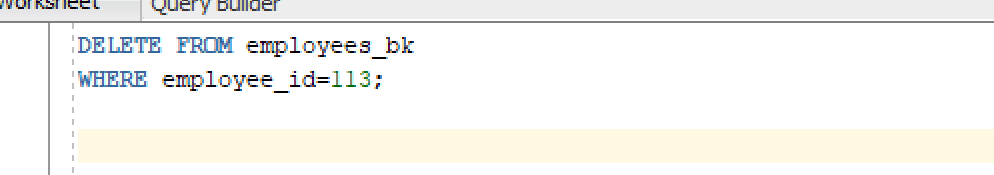 Worksheet Query Builder
DELETE FROM employees_bk
WHERE employee_id=113;